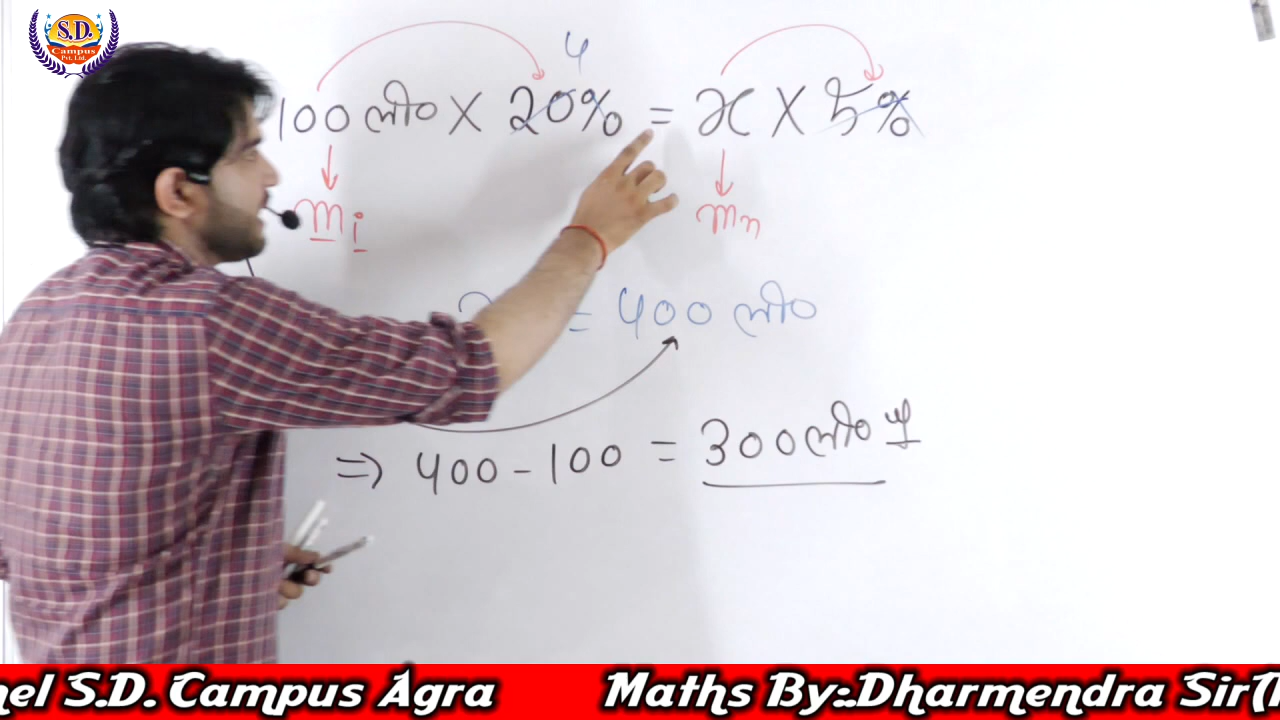 S.D.
Campus
Pvt. Ltd.
4
100 ली० X 20% = x X 5%
mi
mn
= 400 ली०
=> 400 - 100 = 300 ली०
nel S.D. Campus Agra Maths By:.Dharmendra Sir